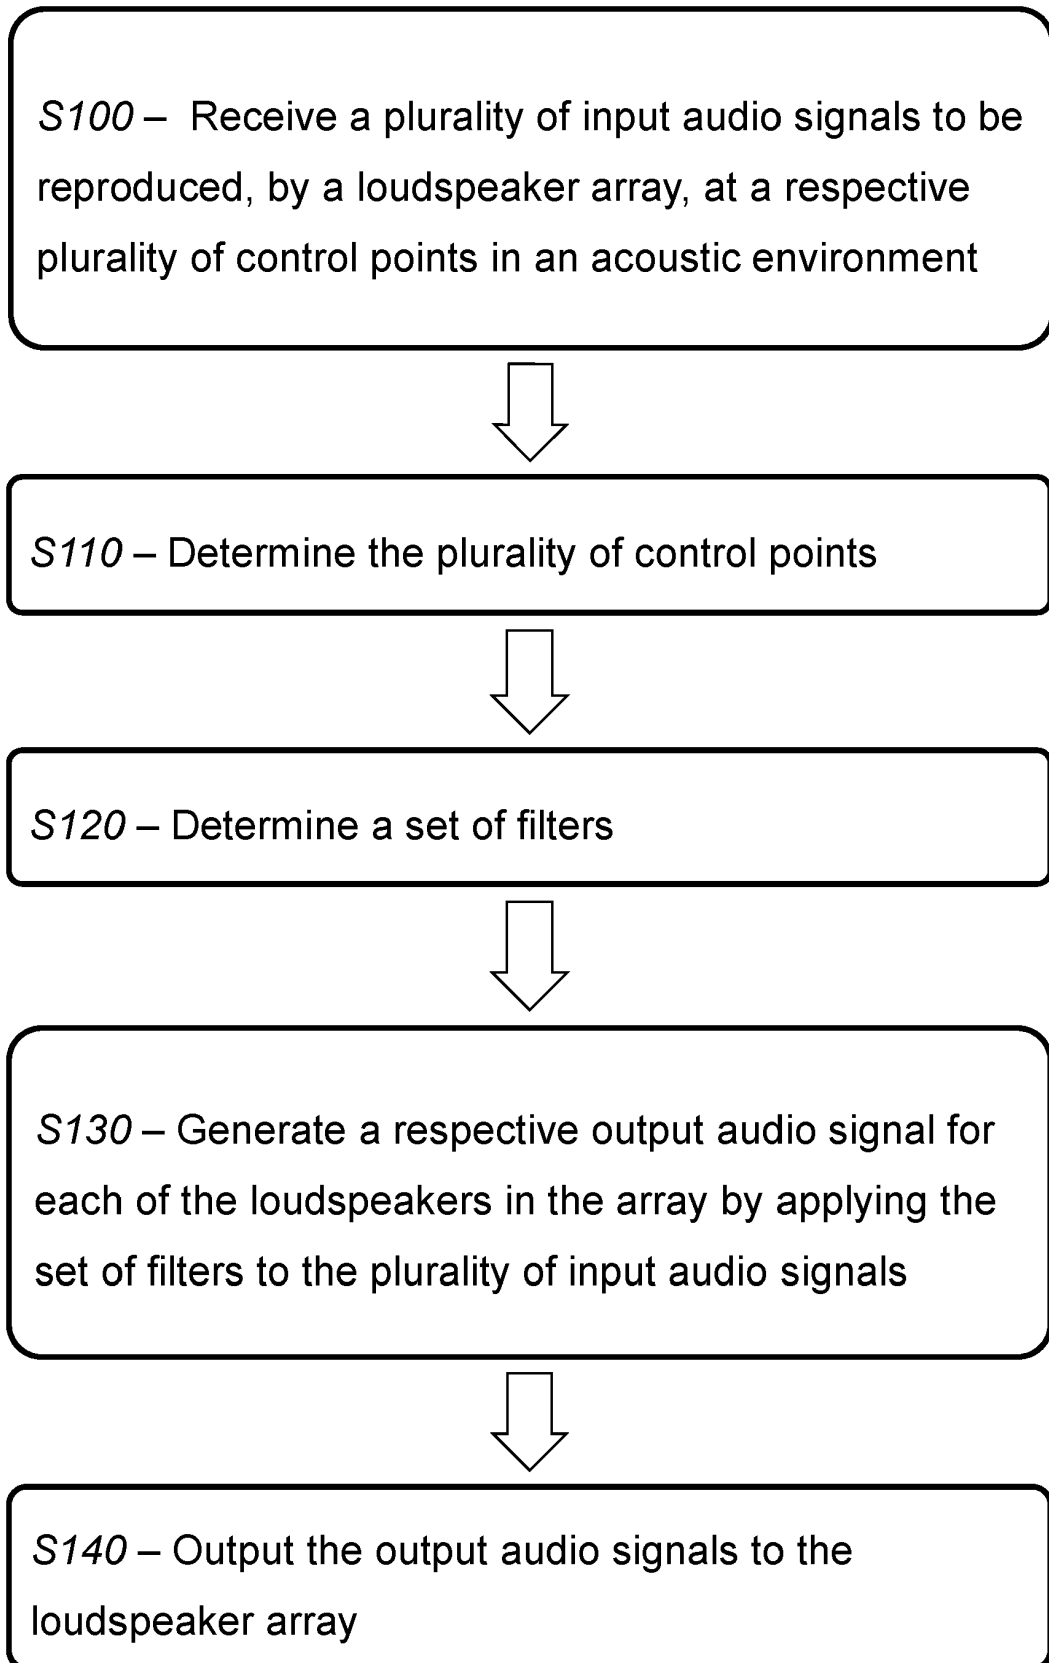 S100 – Receive a plurality of input audio signals to be
reproduced, by a loudspeaker array, at a respective
plurality of control points in an acoustic environment
S110 – Determine the plurality of control points
S120 – Determine a set of filters
S130 – Generate a respective output audio signal for
each of the loudspeakers in the array by applying the
set of filters to the plurality of input audio signals
S140 – Output the output audio signals to the
loudspeaker array